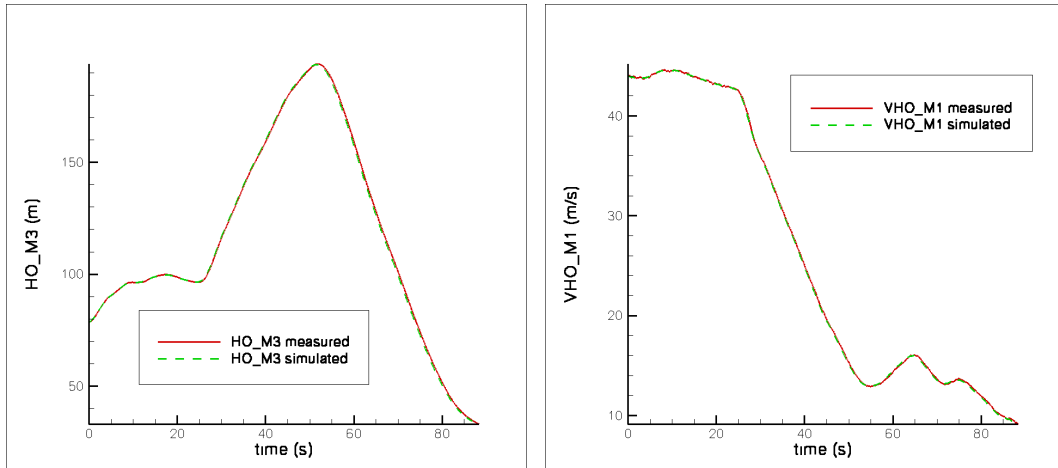 HO_M3 (m)
150
100
50
0
20
40
60
80
time (s)
HO_M3 measured
HO_M3 simulated
VHO_M1 (m/s)
40
30
20
10
0
20
40
60
80
time (s)
VHO_M1 measured
VHO_M1 simulated